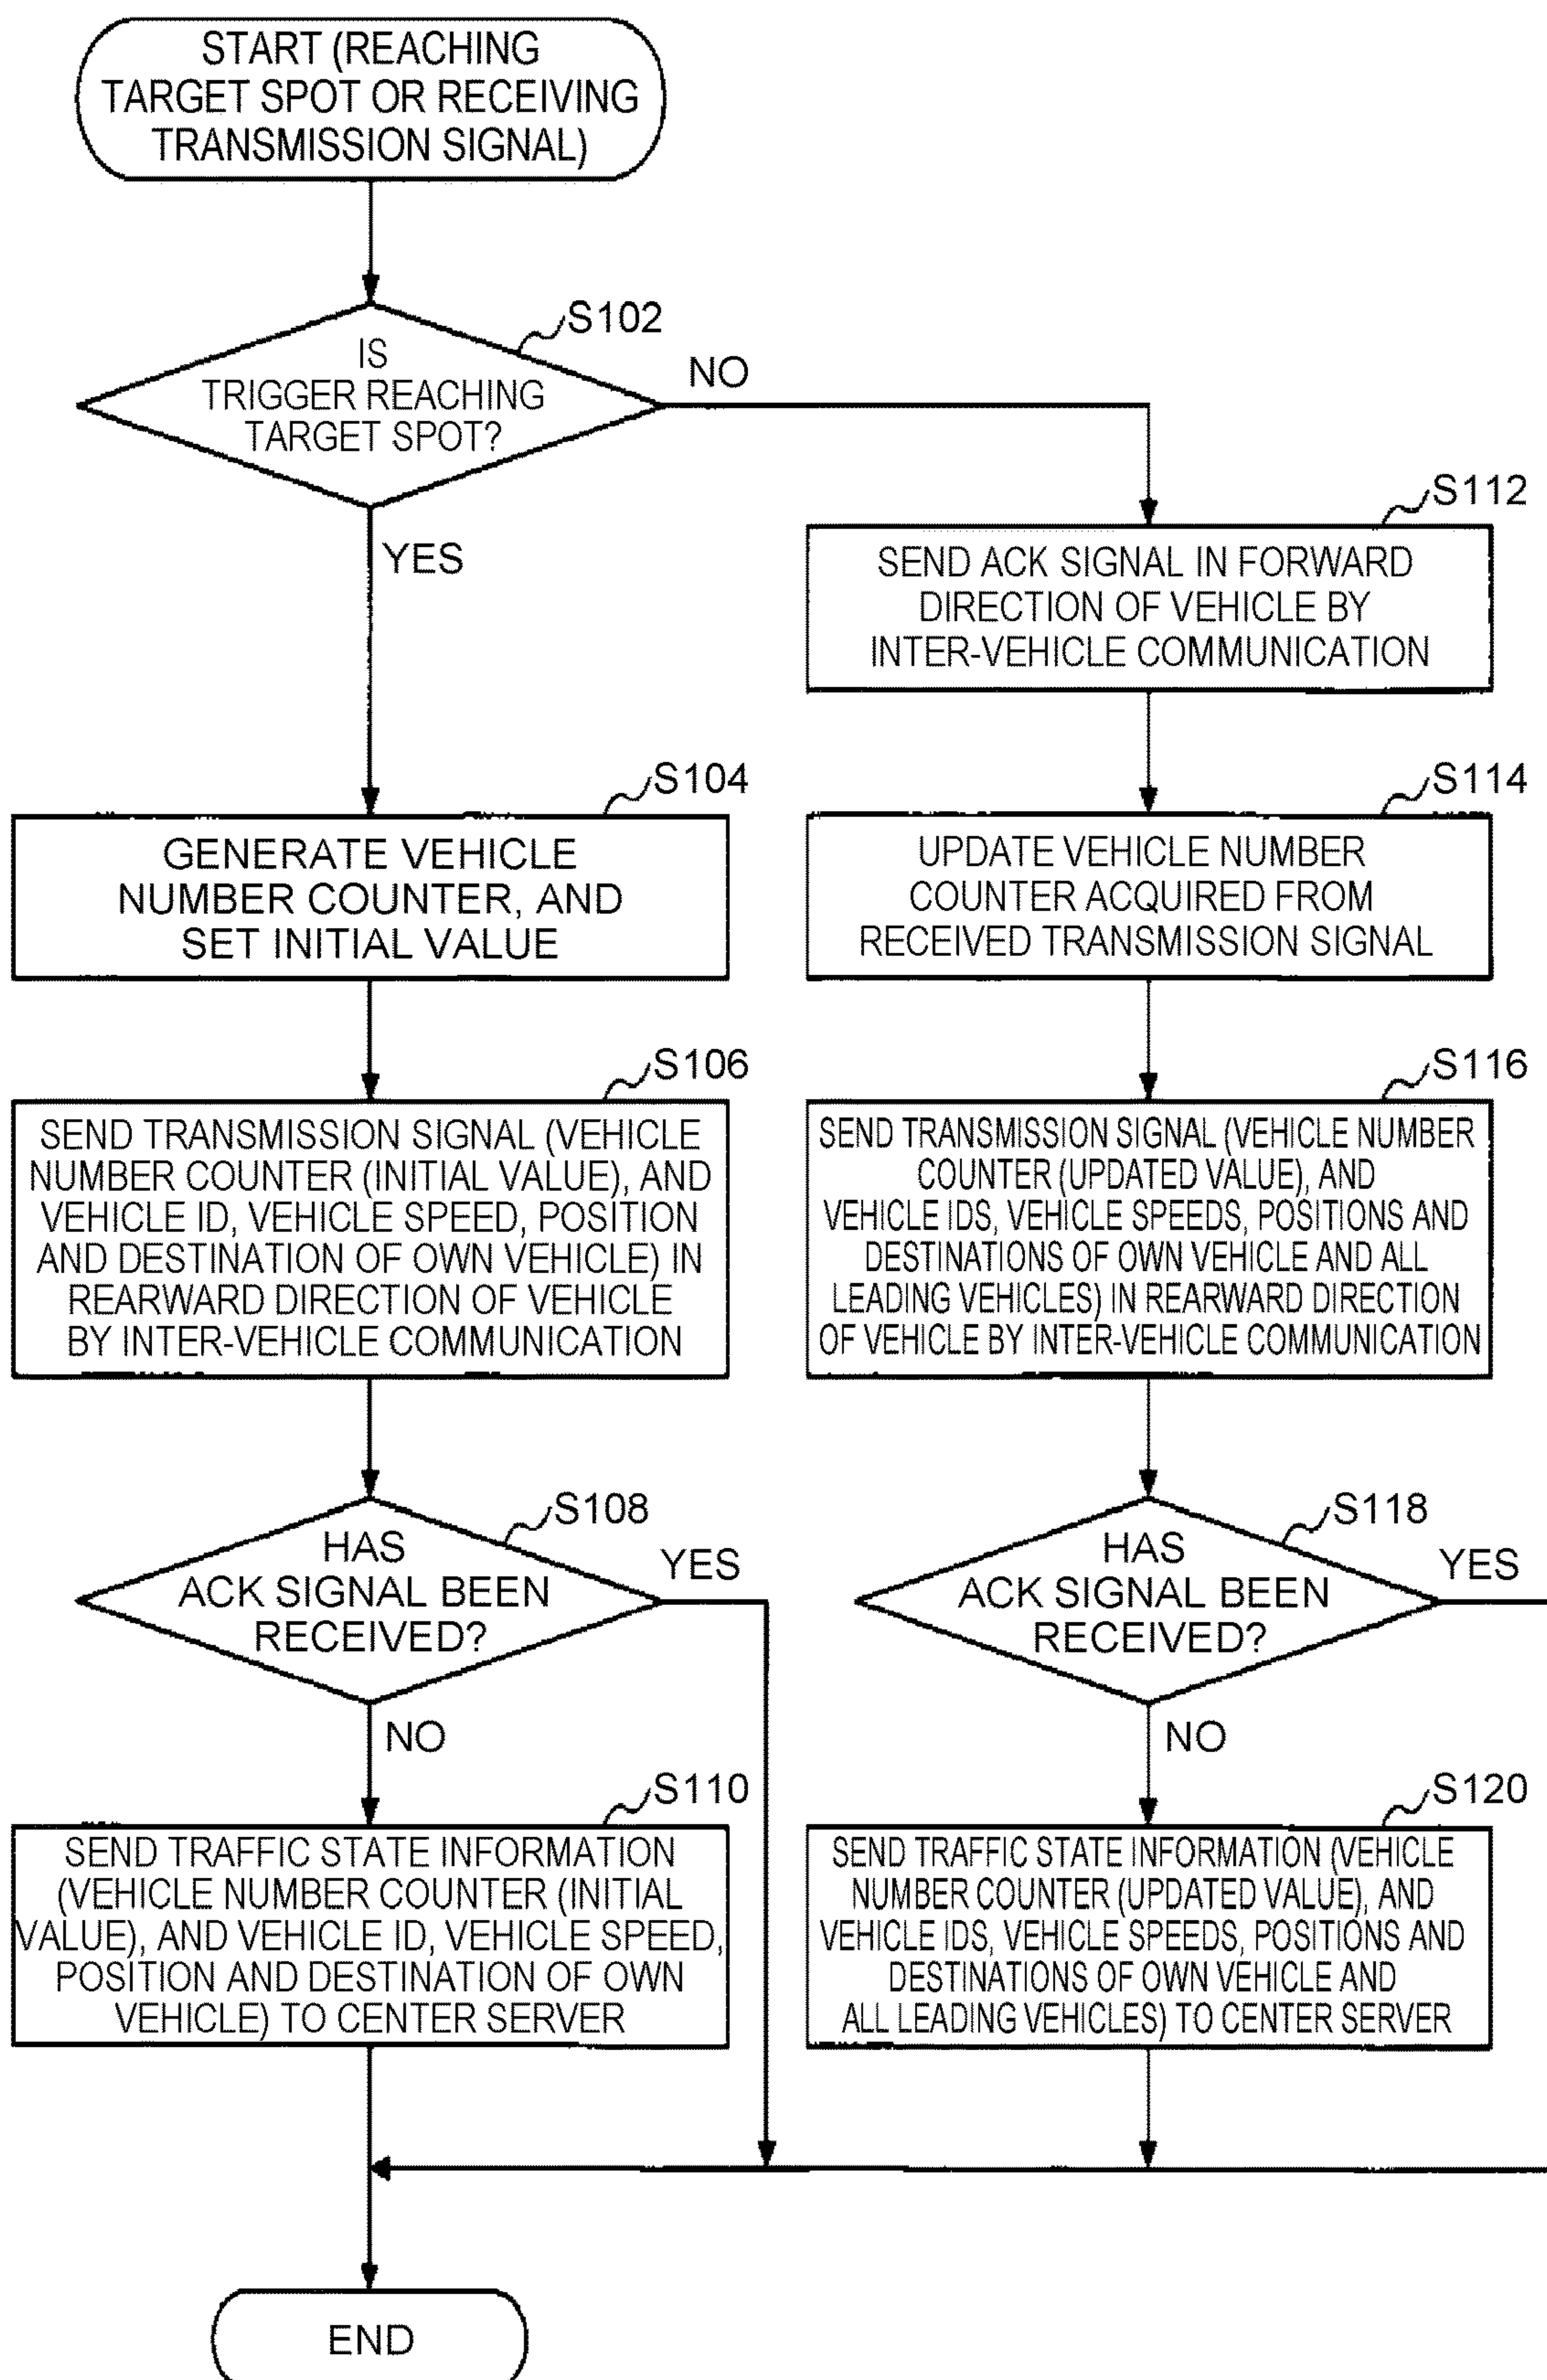 START (REACHING
TARGET SPOT OR RECEIVING
TRANSMISSION SIGNAL)
S102
IS
TRIGGER REACHING
TARGET SPOT?
NO
YES
S112
SEND ACK SIGNAL IN FORWARD
DIRECTION OF VEHICLE BY
INTER-VEHICLE COMMUNICATION
S104
GENERATE VEHICLE
NUMBER COUNTER, AND
SET INITIAL VALUE
S114
UPDATE VEHICLE NUMBER
COUNTER ACQUIRED FROM
RECEIVED TRANSMISSION SIGNAL
S106
SEND TRANSMISSION SIGNAL (VEHICLE
NUMBER COUNTER (INITIAL VALUE), AND
VEHICLE ID, VEHICLE SPEED, POSITION
AND DESTINATION OF OWN VEHICLE) IN
REARWARD DIRECTION OF VEHICLE
BY INTER-VEHICLE COMMUNICATION
S116
SEND TRANSMISSION SIGNAL (VEHICLE NUMBER
COUNTER (UPDATED VALUE), AND
VEHICLE IDS, VEHICLE SPEEDS, POSITIONS AND
DESTINATIONS OF OWN VEHICLE AND ALL
LEADING VEHICLES) IN REARWARD DIRECTION
OF VEHICLE BY INTER-VEHICLE COMMUNICATION
S108
HAS
ACK SIGNAL BEEN
RECEIVED?
YES
NO
S118
HAS
ACK SIGNAL BEEN
RECEIVED?
YES
NO
S110
SEND TRAFFIC STATE INFORMATION
(VEHICLE NUMBER COUNTER (INITIAL
VALUE), AND VEHICLE ID, VEHICLE SPEED,
POSITION AND DESTINATION OF OWN
VEHICLE) TO CENTER SERVER
S120
SEND TRAFFIC STATE INFORMATION (VEHICLE
NUMBER COUNTER (UPDATED VALUE), AND
VEHICLE IDS, VEHICLE SPEEDS, POSITIONS AND
DESTINATIONS OF OWN VEHICLE AND
ALL LEADING VEHICLES) TO CENTER SERVER
END